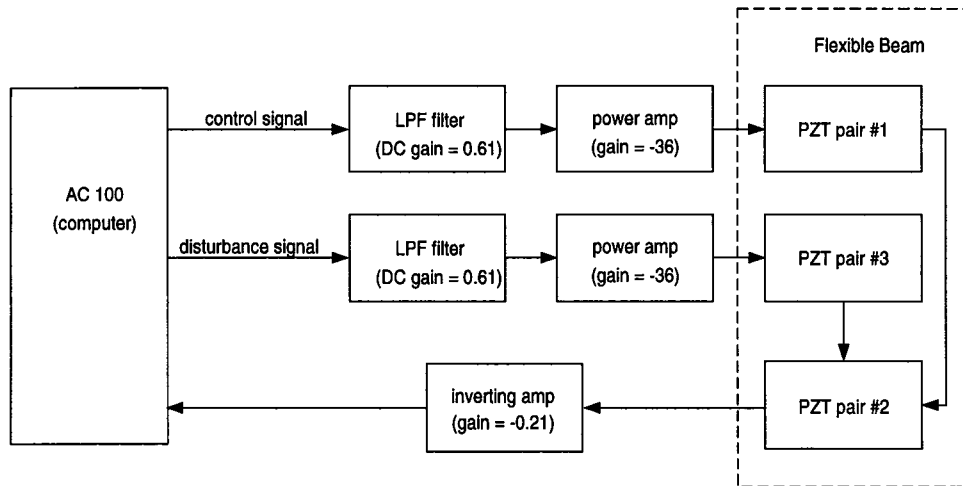 Flexible Beam
AC 100
(computer)
control signal
LPF filter
(DC gain = 0.61)
power amp
(gain = -36)
PZT pair #1
disturbance signal
LPF filter
(DC gain = 0.61)
power amp
(gain = -36)
PZT pair #3
inverting amp
(gain = -0.21)
PZT pair #2